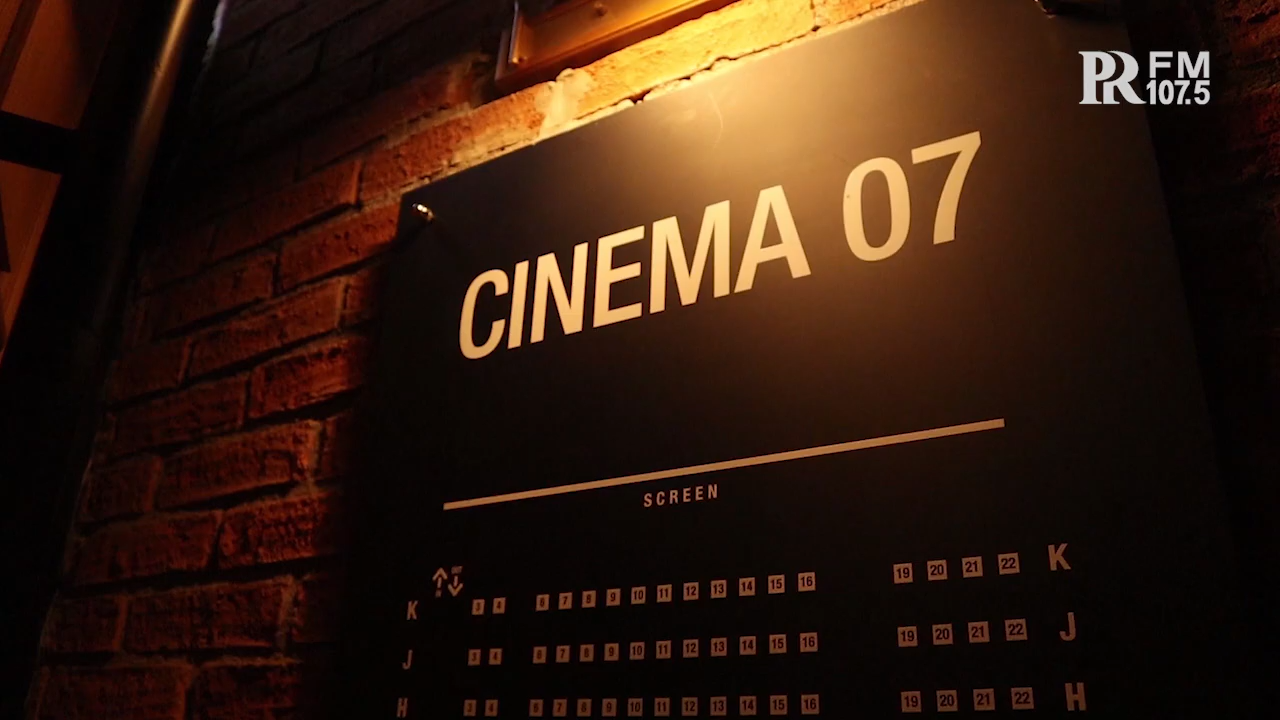 PR FM
107.5
CINEMA 07
SCREEN
K 3 4 6 7 8 9 10 11 12 13 14 15 16 19 20 21 22 K
J 3 4 6 7 8 9 10 11 12 13 14 15 16 19 20 21 22 J
H 3 4 6 7 8 9 10 11 12 13 14 15 16 19 20 21 22 H